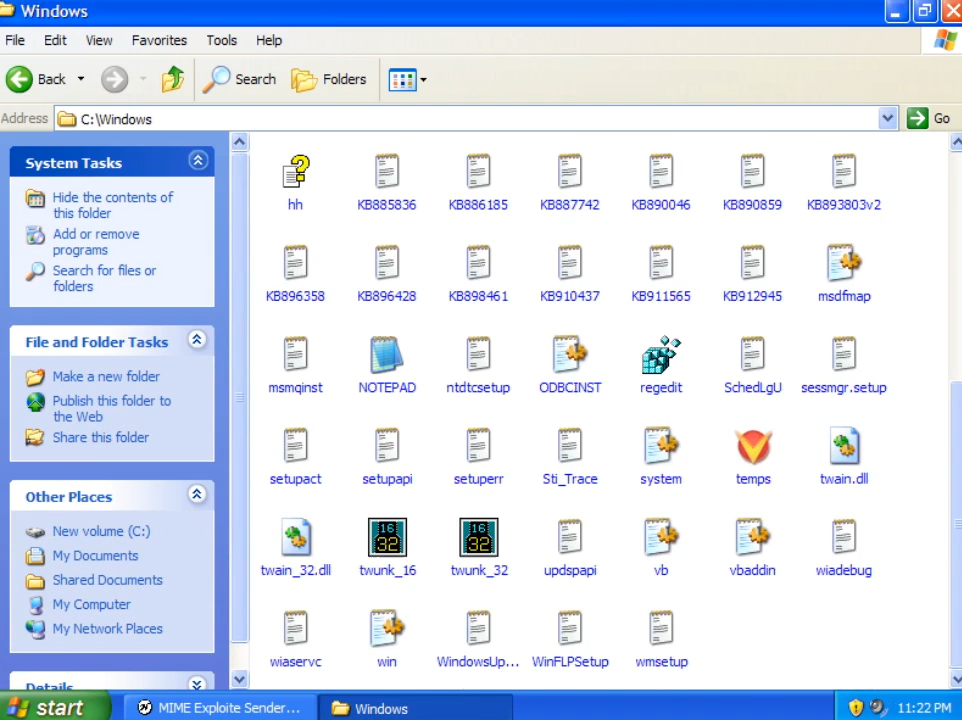 Windows
File Edit View Favorites Tools Help
Back Search Folders
Address C:\Windows Go
System Tasks
Hide the contents of
this folder
Add or remove
programs
Search for files or
folders
File and Folder Tasks
Make a new folder
Publish this folder to
the Web
Share this folder
Other Places
New volume (C:)
My Documents
Shared Documents
My Computer
My Network Places
Details
hh KB885836 KB886185 KB887742 KB890046 KB890859 KB893803v2
KB896358 KB896428 KB898461 KB910437 KB911565 KB912945 msdfmap
msmqinst NOTEPAD ntdtcsetup ODBCINST regedit SchedLgU sessmgr.setup
setupact setupapi setuperr Sti_Trace system temps twain.dll
16 32 16 32
twain_32.dll twunk_16 twunk_32 updspapi vb vbaddin wiadebug
wiaservc win WindowsUp... WinFLPSetup wmsetup
start MIME Exploite Sender... Windows 11:22 PM